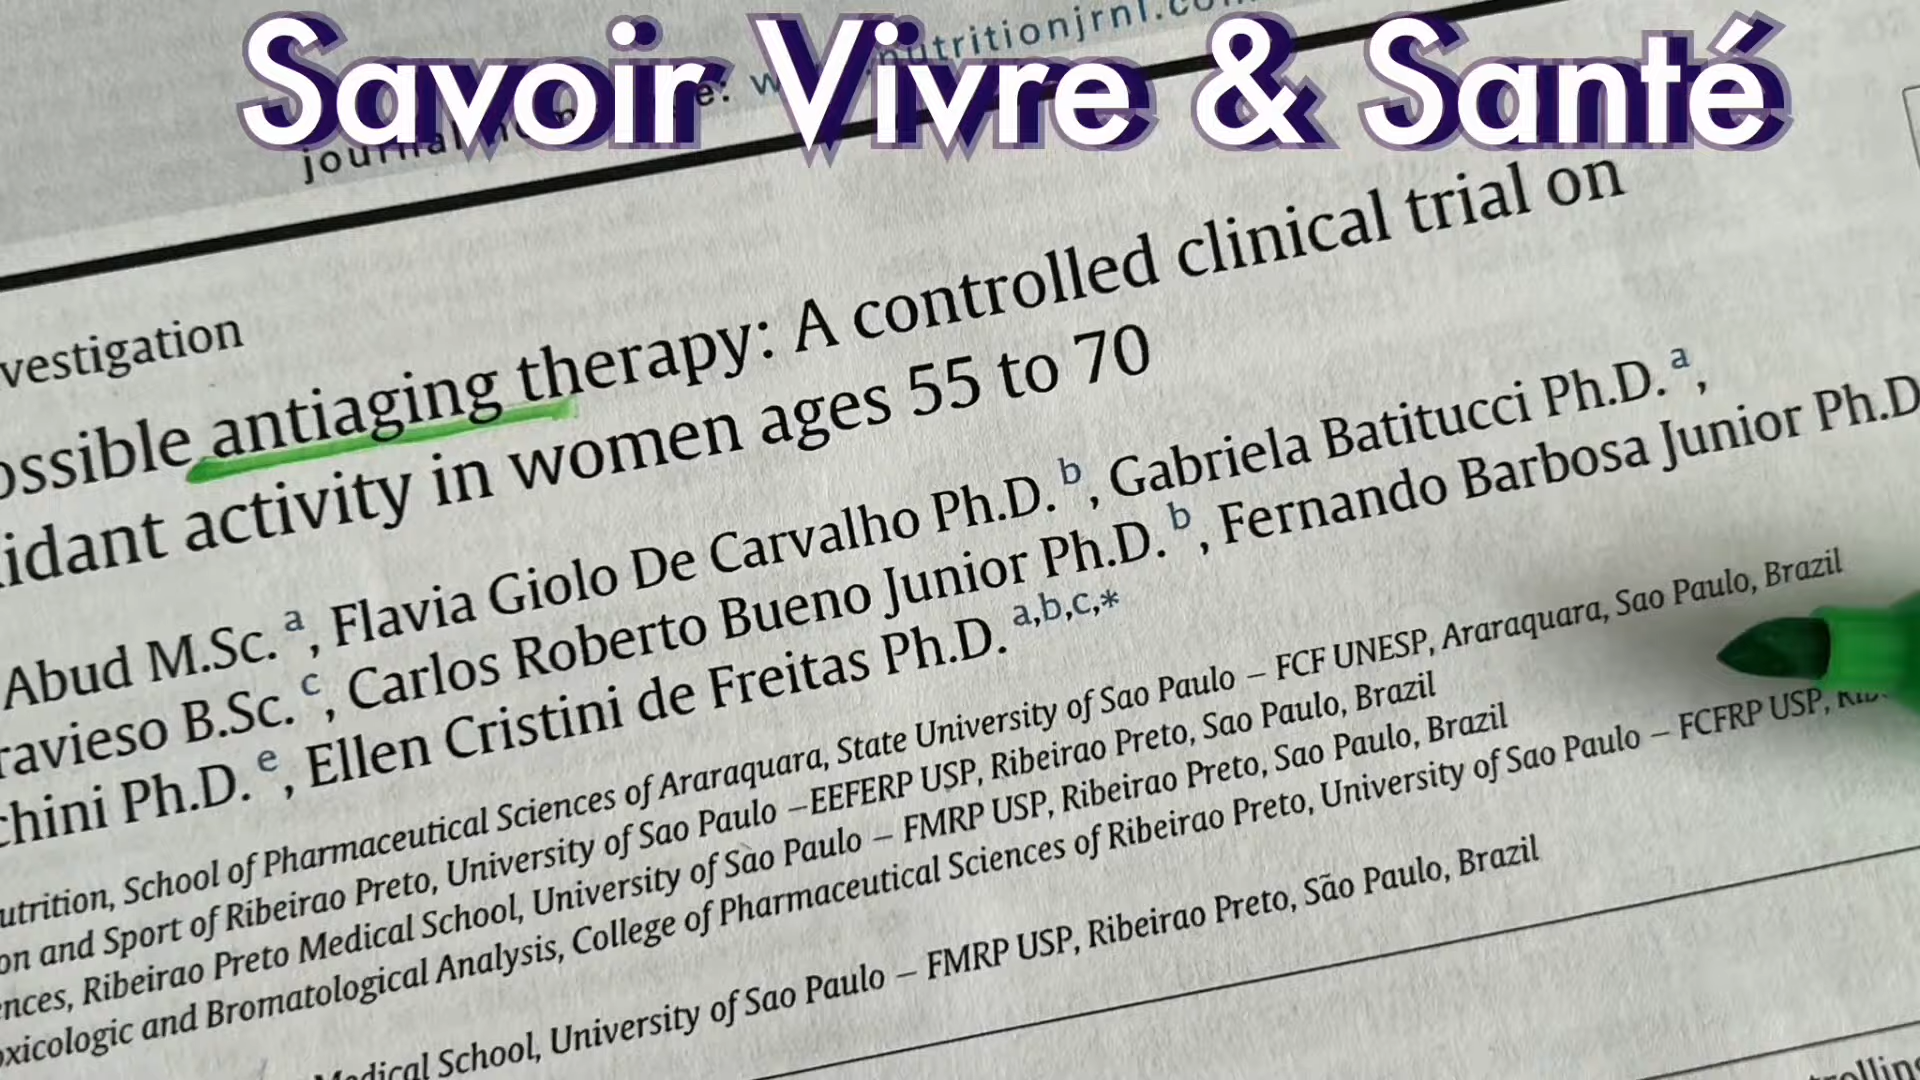 Savoir Vivre & Santé
journal nutritionjrnl.co
vestigation
ossible antiaging therapy: A controlled clinical trial on
idant activity in women ages 55 to 70
Abud M.Sc. a, Flavia Giolo De Carvalho Ph.D. b, Gabriela Batitucci Ph.D. a,
ravieso B.Sc. c, Carlos Roberto Bueno Junior Ph.D. b, Fernando Barbosa Junior Ph.D
chini Ph.D. e, Ellen Cristini de Freitas Ph.D. a,b,c,*
utrition, School of Pharmaceutical Sciences of Araraquara, State University of Sao Paulo – FCF UNESP, Araraquara, Sao Paulo, Brazil
on and Sport of Ribeirao Preto, University of Sao Paulo –EEFERP USP, Ribeirao Preto, Sao Paulo, Brazil
ences, Ribeirao Preto Medical School, University of Sao Paulo – FMRP USP, Ribeirao Preto, Sao Paulo, Brazil
oxicologic and Bromatological Analysis, College of Pharmaceutical Sciences of Ribeirao Preto, University of Sao Paulo – FCFRP USP,
Medical School, University of Sao Paulo – FMRP USP, Ribeirao Preto, São Paulo, Brazil